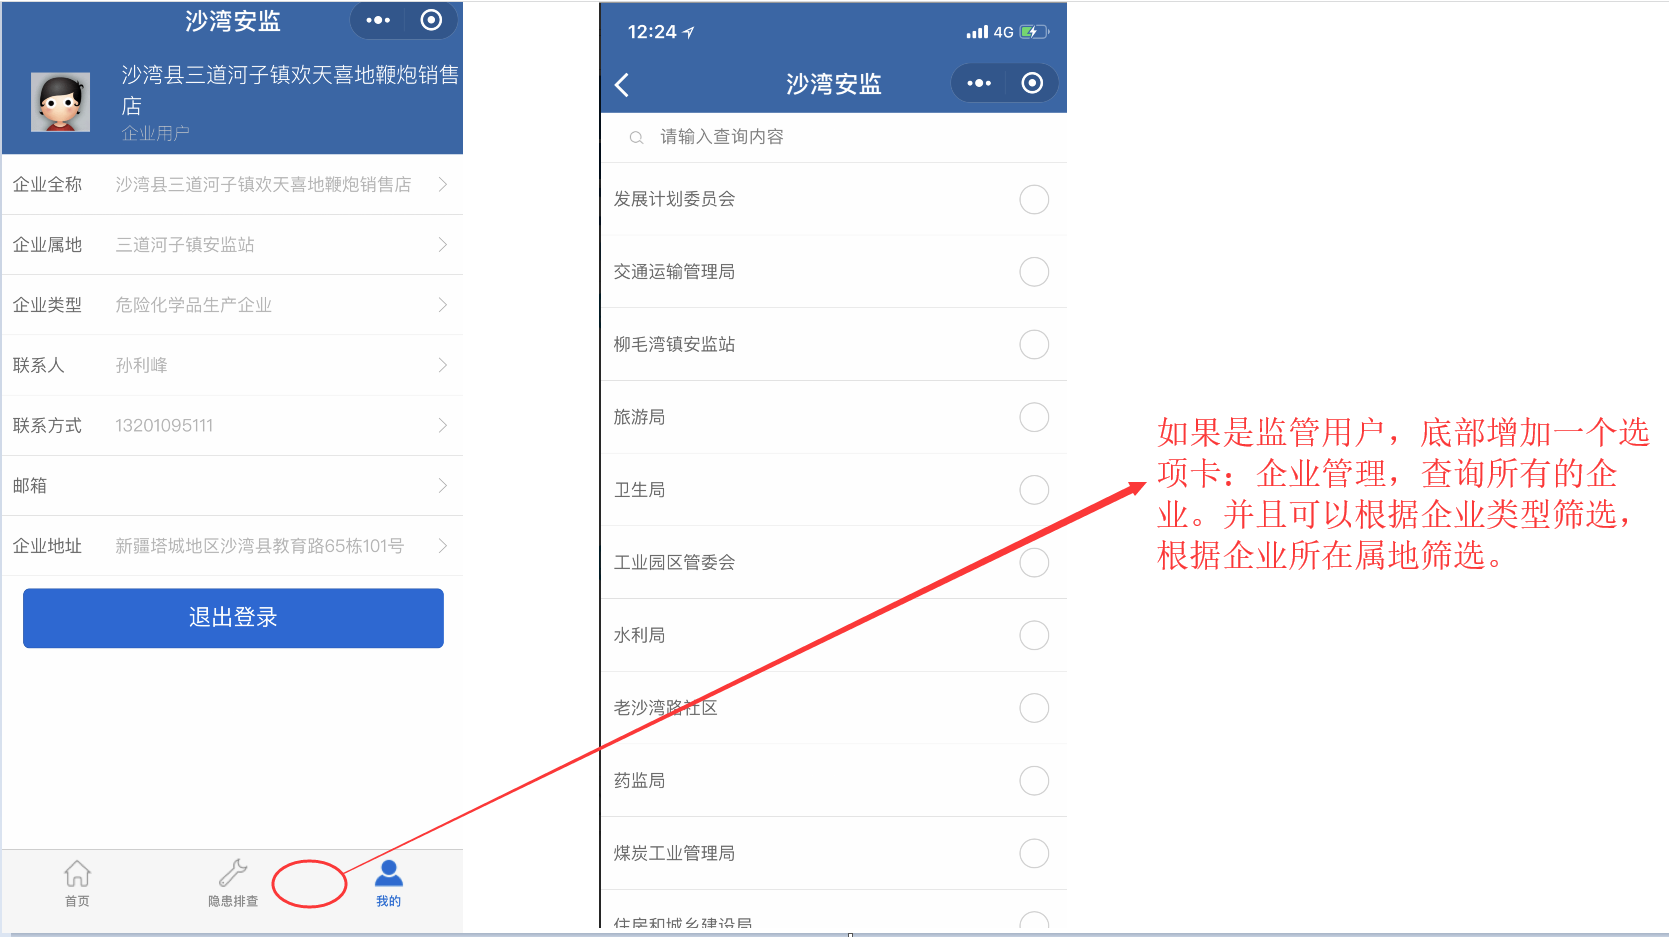 沙湾安监
沙湾县三道河子镇欢天喜地鞭炮销售
店
企业用户
企业全称 沙湾县三道河子镇欢天喜地鞭炮销售店
企业属地 三道河子镇安监站
企业类型 危险化学品生产企业
联系人 孙利峰
联系方式 13201095111
邮箱
企业地址 新疆塔城地区沙湾县教育路65栋101号
退出登录
首页
隐患排查
我的
12:24
4G
沙湾安监
请输入查询内容
发展计划委员会
交通运输管理局
柳毛湾镇安监站
旅游局
卫生局
工业园区管委会
水利局
老沙湾路社区
药监局
煤炭工业管理局
住房和城乡建设局
如果是监管用户，底部增加一个选
项卡：企业管理，查询所有的企
业。并且可以根据企业类型筛选，
根据企业所在属地筛选。